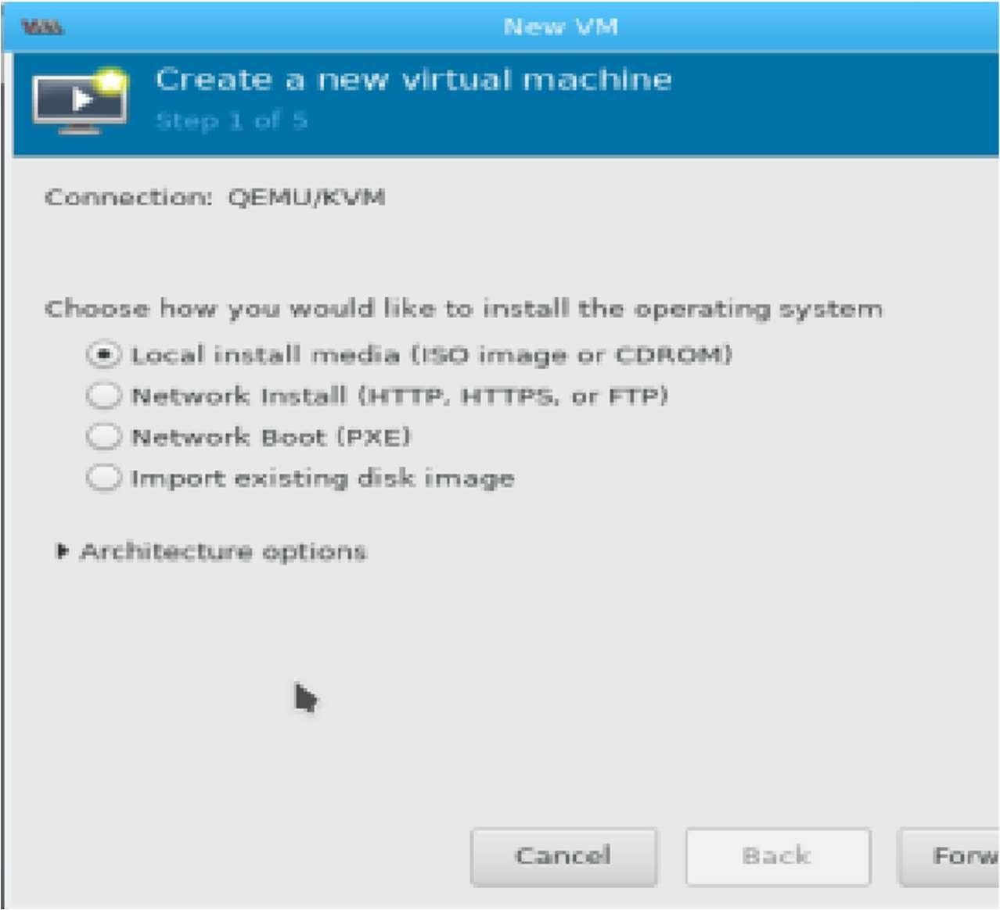 New VM
Create a new virtual machine
Step 1 of 5
Connection: QEMU/KVM
Choose how you would like to install the operating system
Local install media (ISO image or CDROM)
Network Install (HTTP, HTTPS, or FTP)
Network Boot (PXE)
Import existing disk image
Architecture options
Cancel Back Forw